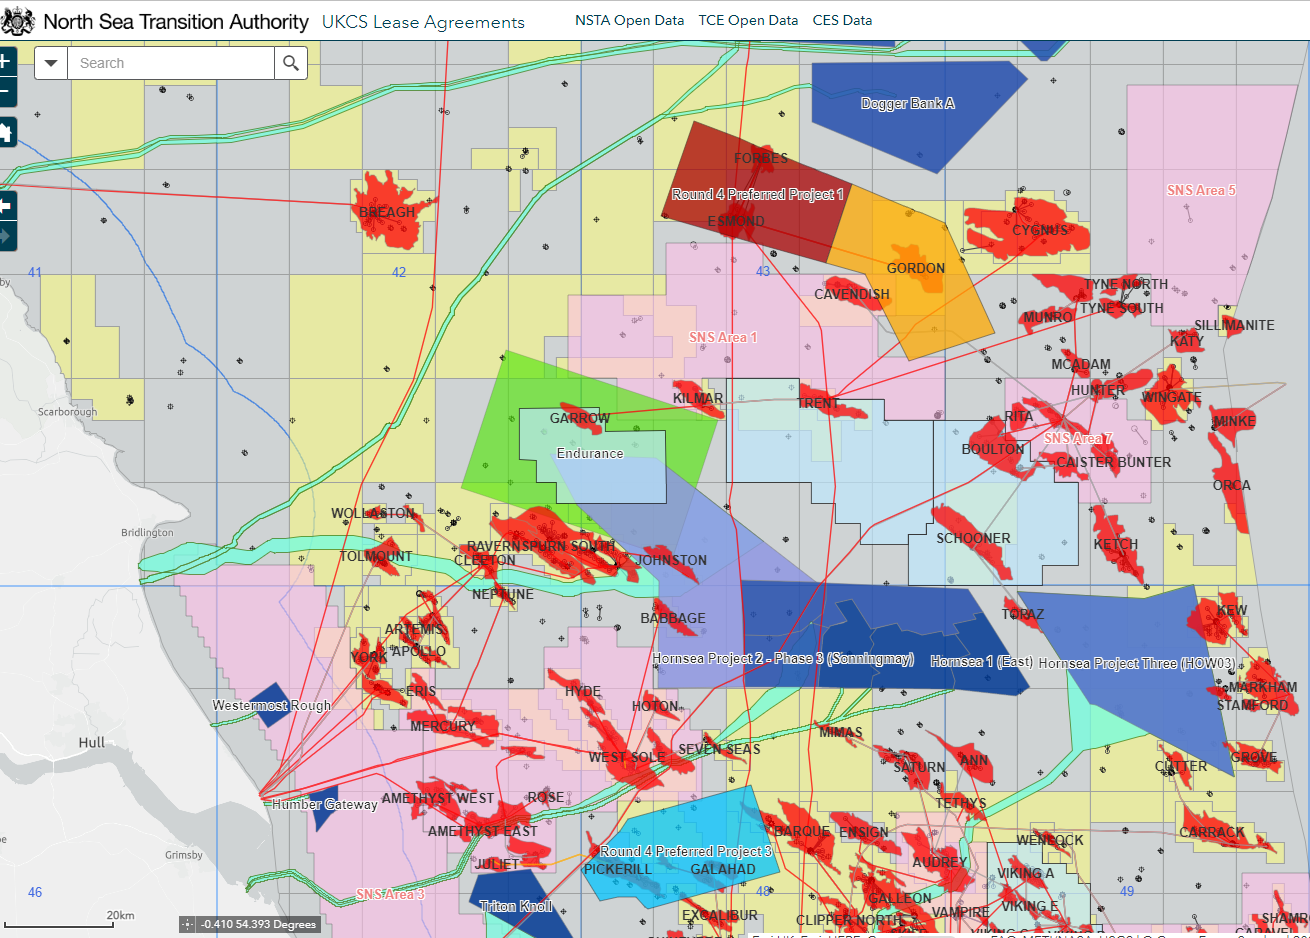 North Sea Transition Authority UKCS Lease Agreements NSTA Open Data TCE Open Data CES Data
Search
Dogger Bank A
FORBES
Round 4 Preferred Project 1
SNS Area 5
BREAGH
ESMOND
CYGNUS
41
42
43
GORDON
CAVENDISH
TYNE NORTH
TYNE SOUTH
MUNRO
SILLIMANITE
SNS Area 1
KATY
MCADAM
HUNTER
KILMAR
TRENT
WINGATE
Scarborough
GARROW
RITA
MINKE
SNS Area 7
Endurance
BOULTON
CAISTER BUNTER
ORCA
WOLLASTON
Bridlington
SCHOONER
KETCH
TOLMOUNT
RAVENSPURN SOUTH
CLEETON
JOHNSTON
NEPTUNE
BABBAGE
TOPAZ
KEW
ARTEMIS
APOLLO
YORK
Hornsea Project 2 - Phase 3 (Sonningmay)
Hornsea 1 (East)
Hornsea Project Three (HOW03)
ERIS
HYDE
MARKHAM
STAMFORD
Westermost Rough
HOTON
MERCURY
MIMAS
Hull
SEVEN SEAS
WEST SOLE
ANN
SATURN
CUTTER
GROVE
Humber Gateway
AMETHYST WEST
ROSE
TETHYS
AMETHYST EAST
BARQUE
ENSIGN
CARRACK
WENLOCK
Grimsby
JULIET
Round 4 Preferred Project 3
PICKERILL
GALAHAD
AUDREY
VIKING A
46
SNS Area 3
48
49
GALLEON
Triton Knoll
EXCALIBUR
CLIPPER NORTH
VAMPIRE
VIKING E
20km
-0.410 54.393 Degrees